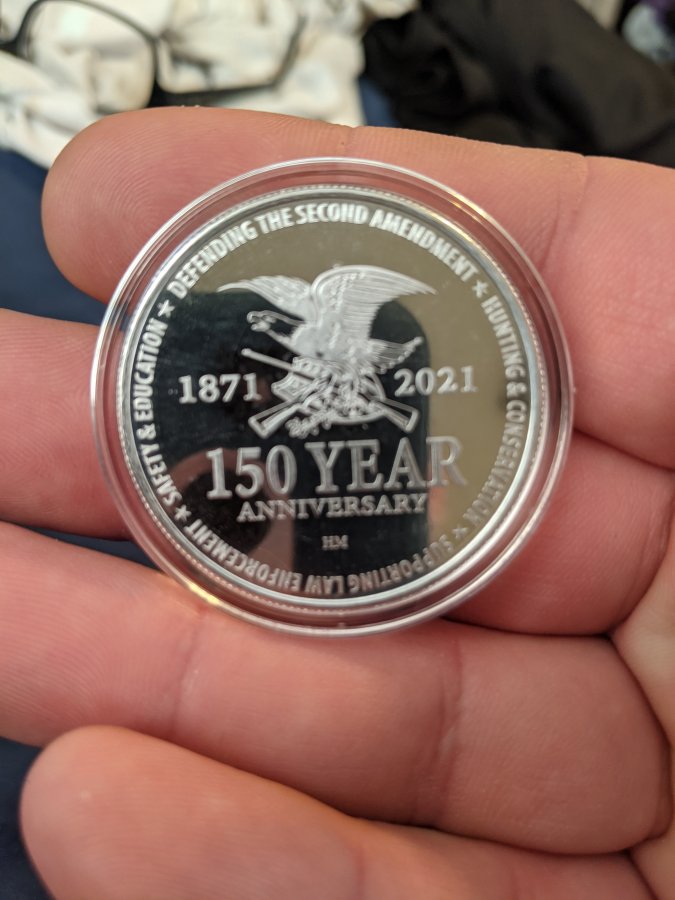 ★ DEFENDING THE SECOND AMENDMENT ★ HUNTING & CONSERVATION ★ SUPPORTING LAW ENFORCEMENT ★ SAFETY & EDUCATION
1871 2021
150 YEAR
ANNIVERSARY
HM